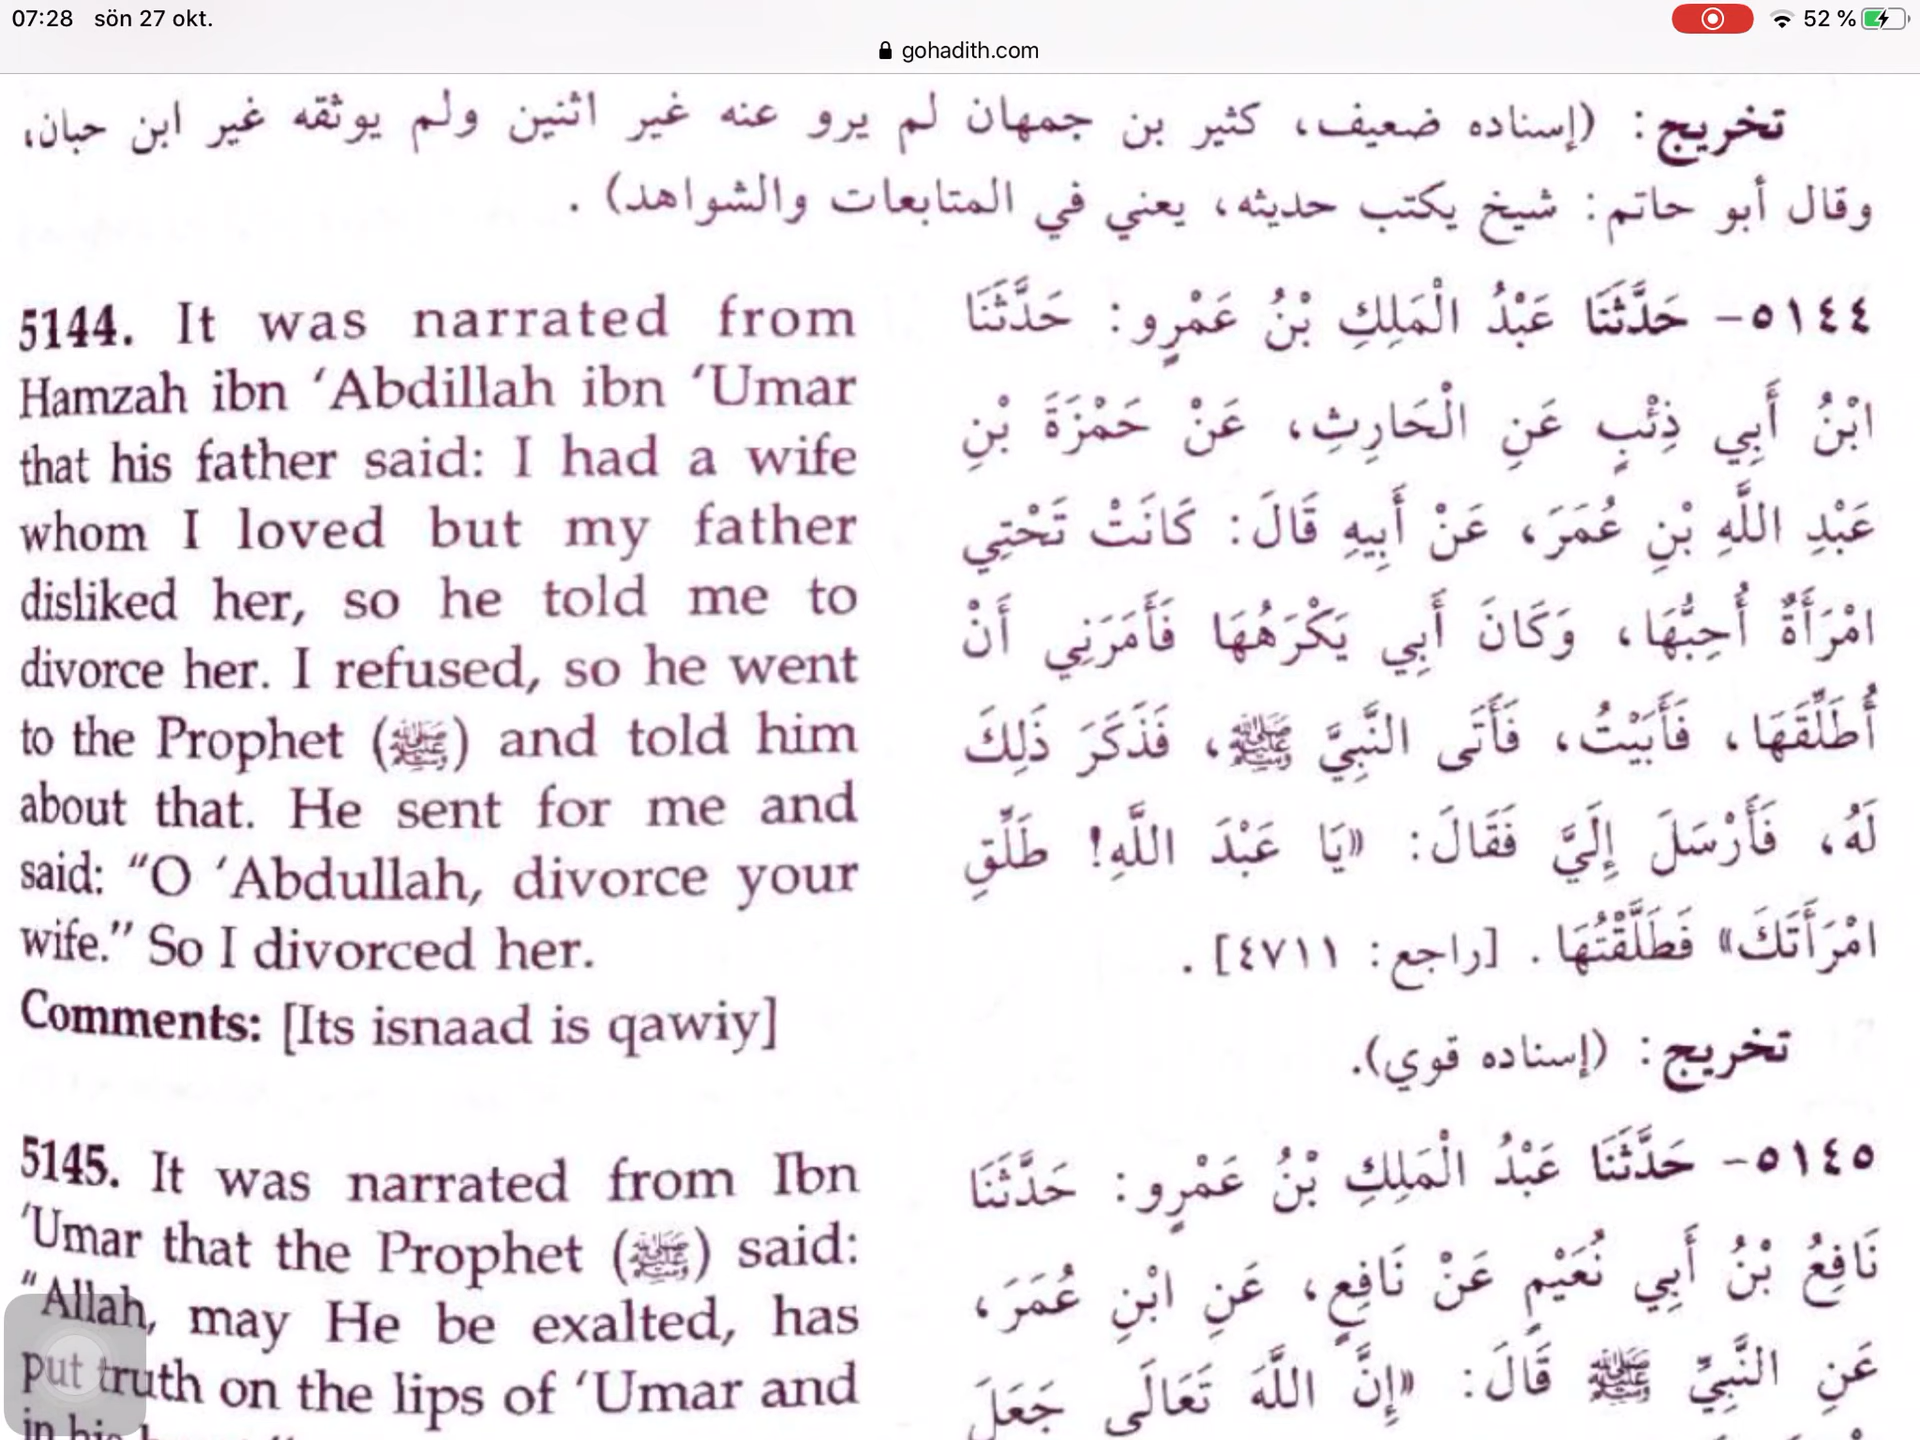 07:28 sön 27 okt.
52 %
gohadith.com
تخريج: (إسناده ضعيف، كثير بن جمهان لم يرو عنه غير اثنين ولم يوثقه غير ابن حبان،
وقال أبو حاتم: شيخ يكتب حديثه، يعني في المتابعات والشواهد).
5144. It was narrated from
Hamzah ibn ‘Abdillah ibn ‘Umar
that his father said: I had a wife
whom I loved but my father
disliked her, so he told me to
divorce her. I refused, so he went
to the Prophet (ﷺ) and told him
about that. He sent for me and
said: “O ‘Abdullah, divorce your
wife.” So I divorced her.
Comments: [Its isnaad is qawiy]
٥١٤٤- حَدَّثَنَا عَبْدُ الْمَلِكِ بْنُ عَمْرٍو: حَدَّثَنَا
ابْنُ أَبِي ذِئْبٍ عَنِ الْحَارِثِ، عَنْ حَمْزَةَ بْنِ
عَبْدِ اللَّهِ بْنِ عُمَرَ، عَنْ أَبِيهِ قَالَ: كَانَتْ تَحْتِي
امْرَأَةٌ أُحِبُّهَا، وَكَانَ أَبِي يَكْرَهُهَا فَأَمَرَنِي أَنْ
أُطَلِّقَهَا، فَأَبَيْتُ، فَأَتَى النَّبِيَّ ﷺ، فَذَكَرَ ذَلِكَ
لَهُ، فَأَرْسَلَ إِلَيَّ فَقَالَ: «يَا عَبْدَ اللَّهِ! طَلِّقِ
امْرَأَتَكَ» فَطَلَّقْتُهَا. [راجع: ٤٧١١].
تخريج: (إسناده قوي).
5145. It was narrated from Ibn
‘Umar that the Prophet (ﷺ) said:
“Allah, may He be exalted, has
put truth on the lips of ‘Umar and
in his
٥١٤٥- حَدَّثَنَا عَبْدُ الْمَلِكِ بْنُ عَمْرٍو: حَدَّثَنَا
نَافِعُ بْنُ أَبِي نُعَيْمٍ عَنْ نَافِعٍ، عَنِ ابْنِ عُمَرَ،
عَنِ النَّبِيِّ ﷺ قَالَ: «إِنَّ اللَّهَ تَعَالَى جَعَلَ